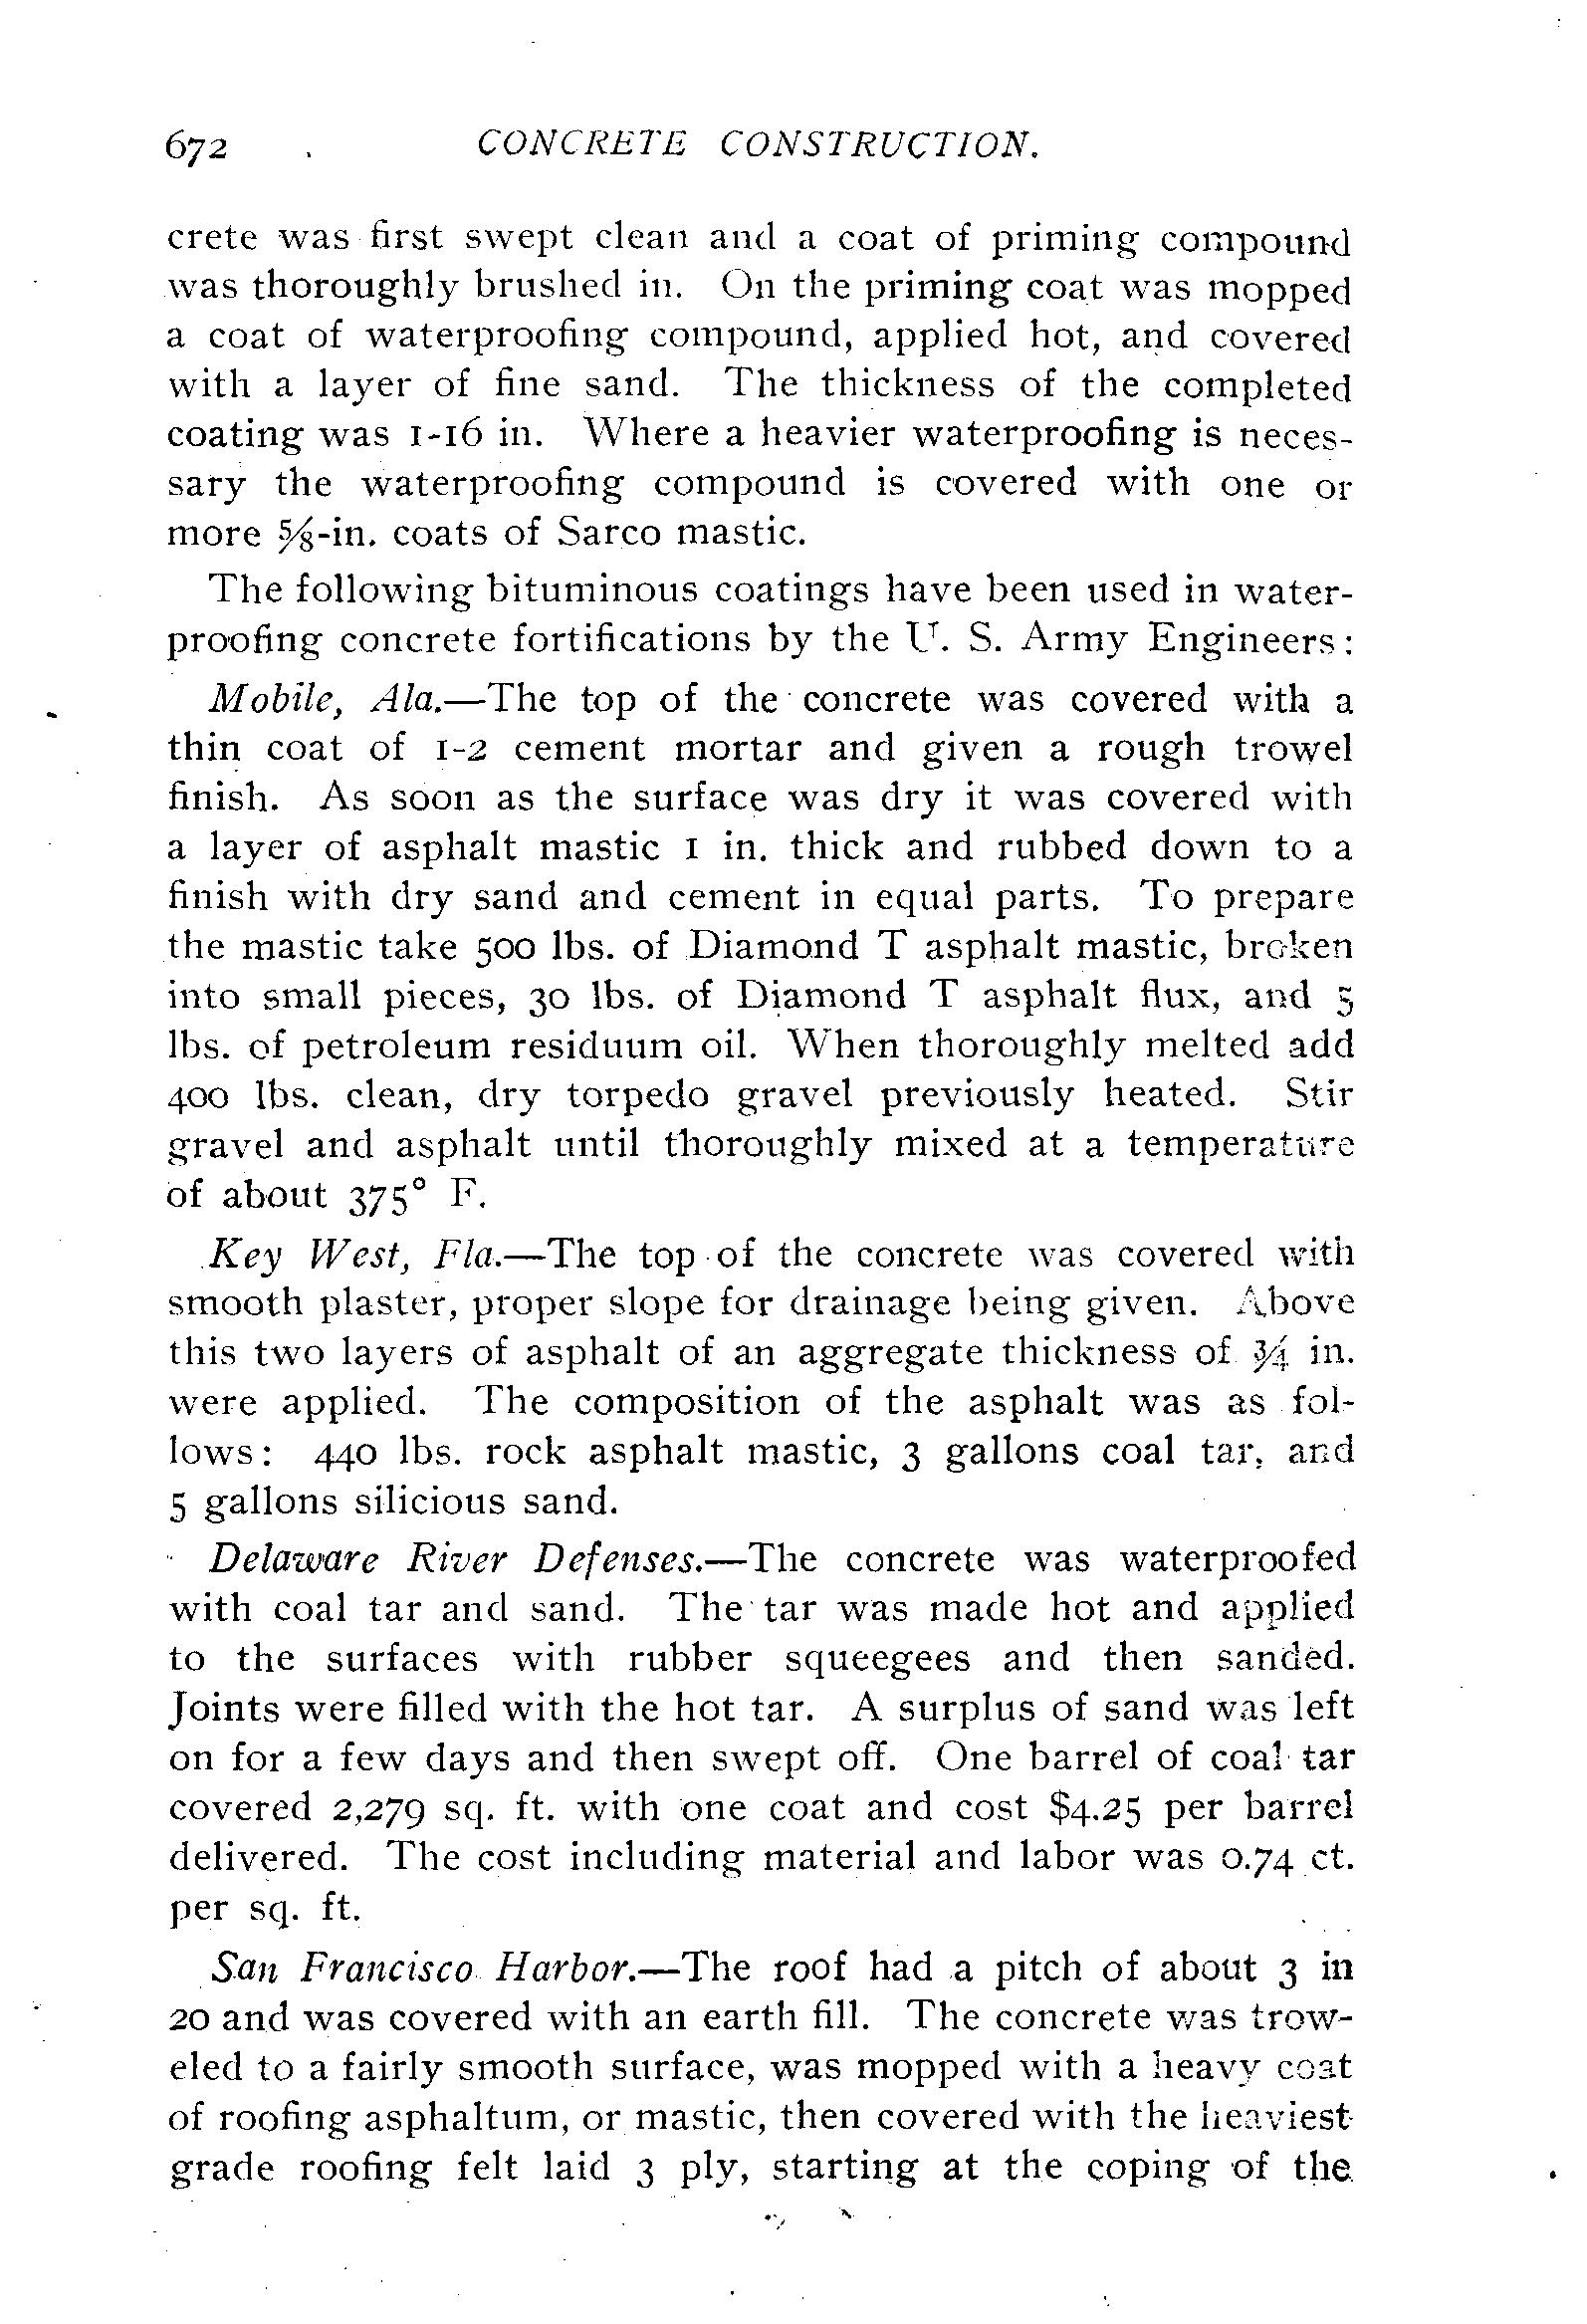 672 CONCRETE CONSTRUCTION.
crete was first swept clean and a coat of priming compound
was thoroughly brushed in. On the priming coat was mopped
a coat of waterproofing compound, applied hot, and covered
with a layer of fine sand. The thickness of the completed
coating was 1-16 in. Where a heavier waterproofing is neces-
sary the waterproofing compound is covered with one or
more ⅝-in. coats of Sarco mastic.
The following bituminous coatings have been used in water-
proofing concrete fortifications by the U. S. Army Engineers:
Mobile, Ala.—The top of the concrete was covered with a
thin coat of 1-2 cement mortar and given a rough trowel
finish. As soon as the surface was dry it was covered with
a layer of asphalt mastic 1 in. thick and rubbed down to a
finish with dry sand and cement in equal parts. To prepare
the mastic take 500 lbs. of Diamond T asphalt mastic, broken
into small pieces, 30 lbs. of Diamond T asphalt flux, and 5
lbs. of petroleum residuum oil. When thoroughly melted add
400 lbs. clean, dry torpedo gravel previously heated. Stir
gravel and asphalt until thoroughly mixed at a temperature
of about 375° F.
Key West, Fla.—The top of the concrete was covered with
smooth plaster, proper slope for drainage being given. Above
this two layers of asphalt of an aggregate thickness of ¾ in.
were applied. The composition of the asphalt was as fol-
lows: 440 lbs. rock asphalt mastic, 3 gallons coal tar, and
5 gallons silicious sand.
Delaware River Defenses.—The concrete was waterproofed
with coal tar and sand. The tar was made hot and applied
to the surfaces with rubber squeegees and then sanded.
Joints were filled with the hot tar. A surplus of sand was left
on for a few days and then swept off. One barrel of coal tar
covered 2,279 sq. ft. with one coat and cost $4.25 per barrel
delivered. The cost including material and labor was 0.74 ct.
per sq. ft.
San Francisco Harbor.—The roof had a pitch of about 3 in
20 and was covered with an earth fill. The concrete was trow-
eled to a fairly smooth surface, was mopped with a heavy coat
of roofing asphaltum, or mastic, then covered with the heaviest
grade roofing felt laid 3 ply, starting at the coping of the